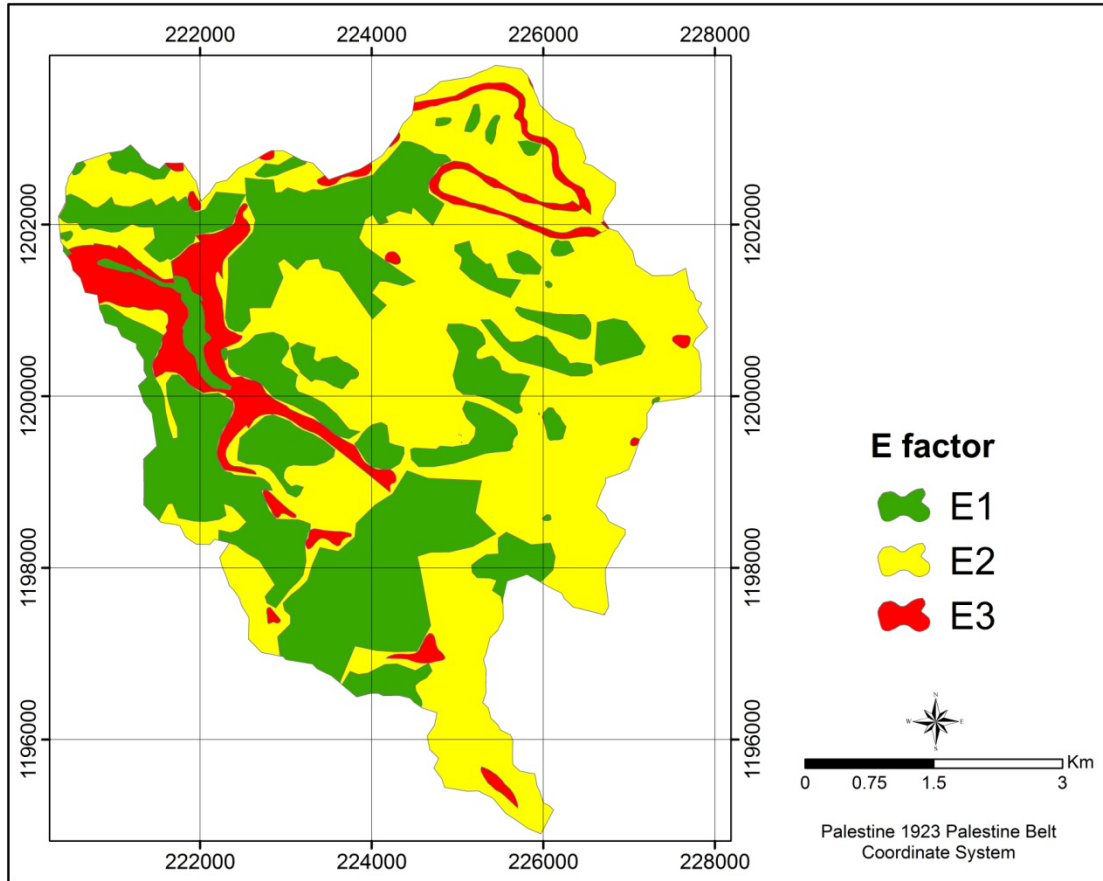 222000 224000 226000 228000
1202000 1202000
1200000 1200000
1198000 1198000
1196000 1196000
222000 224000 226000 228000
E factor
E1
E2
E3
N
W E
S
Km
0 0.75 1.5 3
Palestine 1923 Palestine Belt
Coordinate System